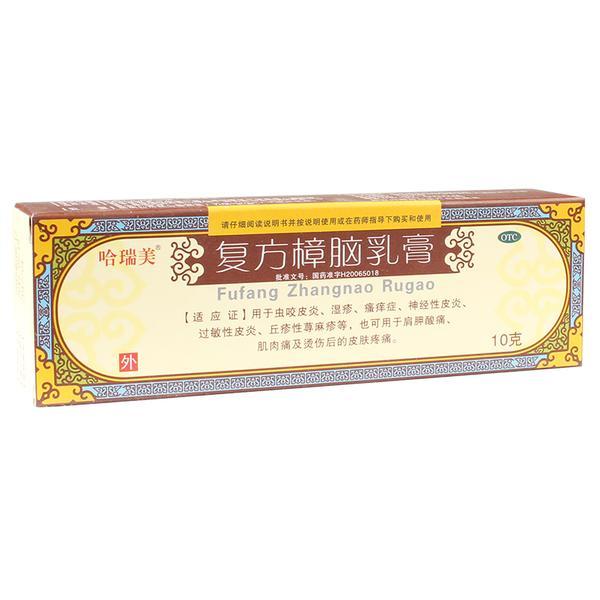 请仔细阅读说明书并按说明使用或在药师指导下购买和使用
哈瑞美®
复方樟脑乳膏
OTC
批准文号：国药准字H20065018
Fufang Zhangnao Rugao
【适应证】用于虫咬皮炎、湿疹、瘙痒症、神经性皮炎、
过敏性皮炎、丘疹性荨麻疹等，也可用于肩胛酸痛、
肌肉痛及烫伤后的皮肤疼痛。
外
10克